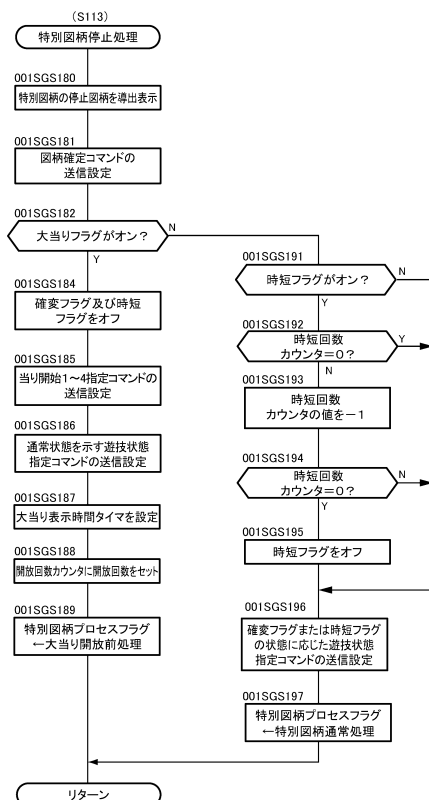 (S113)
特別図柄停止処理
001SGS180
特別図柄の停止図柄を導出表示
001SGS181
図柄確定コマンドの
送信設定
001SGS182
大当りフラグがオン?
N
Y
001SGS184
確変フラグ及び時短
フラグをオフ
001SGS185
当り開始1~4指定コマンドの
送信設定
001SGS186
通常状態を示す遊技状態
指定コマンドの送信設定
001SGS187
大当り表示時間タイマを設定
001SGS188
開放回数カウンタに開放回数をセット
001SGS189
特別図柄プロセスフラグ
←大当り開放前処理
001SGS191
時短フラグがオン?
N
Y
001SGS192
時短回数
カウンタ=0?
Y
N
001SGS193
時短回数
カウンタの値を-1
001SGS194
時短回数
カウンタ=0?
N
Y
001SGS195
時短フラグをオフ
001SGS196
確変フラグまたは時短フラグ
の状態に応じた遊技状態
指定コマンドの送信設定
001SGS197
特別図柄プロセスフラグ
←特別図柄通常処理
リターン